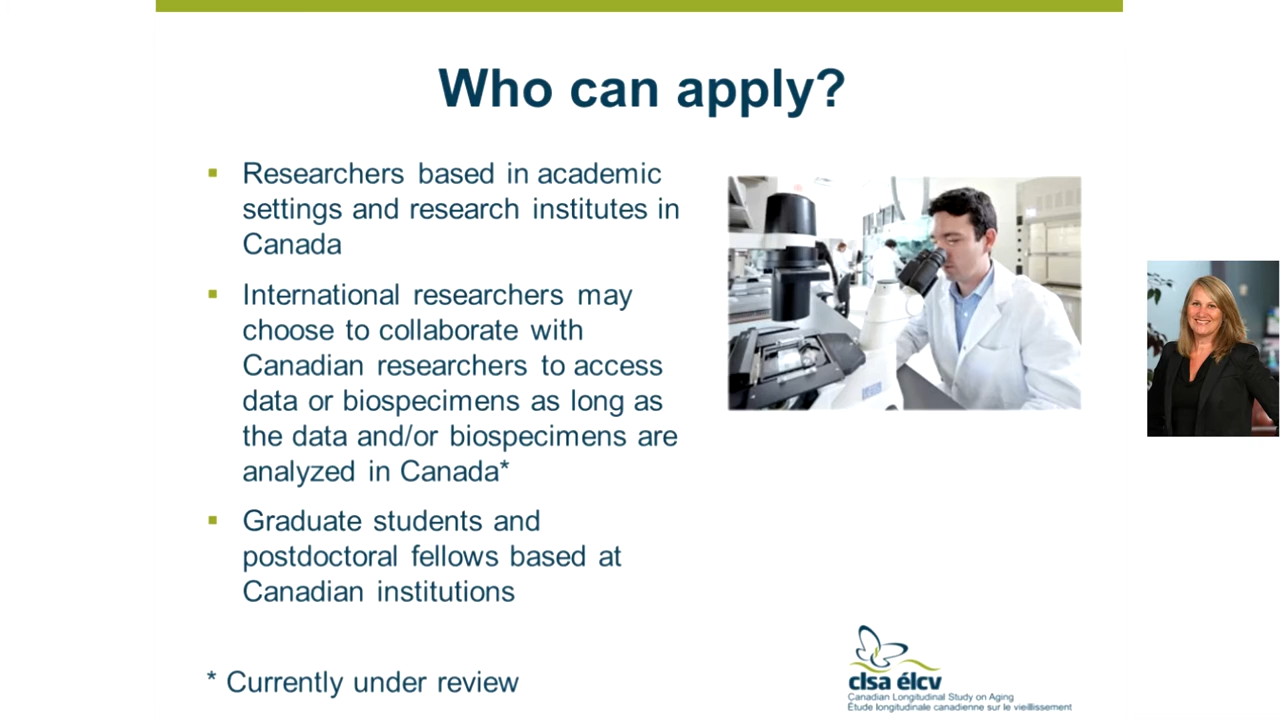 Who can apply?
Researchers based in academic
settings and research institutes in
Canada
International researchers may
choose to collaborate with
Canadian researchers to access
data or biospecimens as long as
the data and/or biospecimens are
analyzed in Canada*
Graduate students and
postdoctoral fellows based at
Canadian institutions
* Currently under review
clsa élcv
Canadian Longitudinal Study on Aging
Étude longitudinale canadienne sur le vieillissement